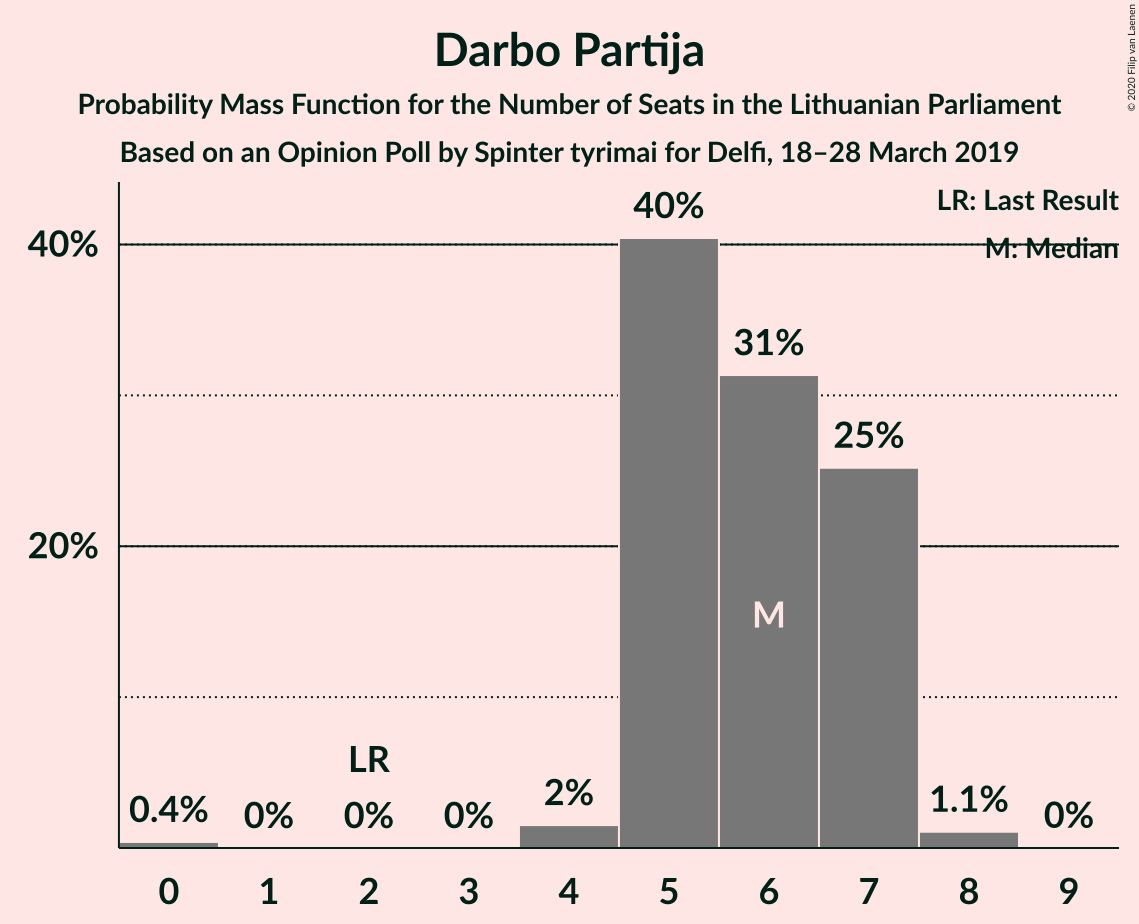 Darbo Partija
Probability Mass Function for the Number of Seats in the Lithuanian Parliament
Based on an Opinion Poll by Spinter tyrimai for Delfi, 18–28 March 2019
© 2020 Filip van Laenen
LR: Last Result
M: Median
40%
20%
0.4%
0%
LR
0%
0%
2%
40%
31%
M
25%
1.1%
0%
0 1 2 3 4 5 6 7 8 9